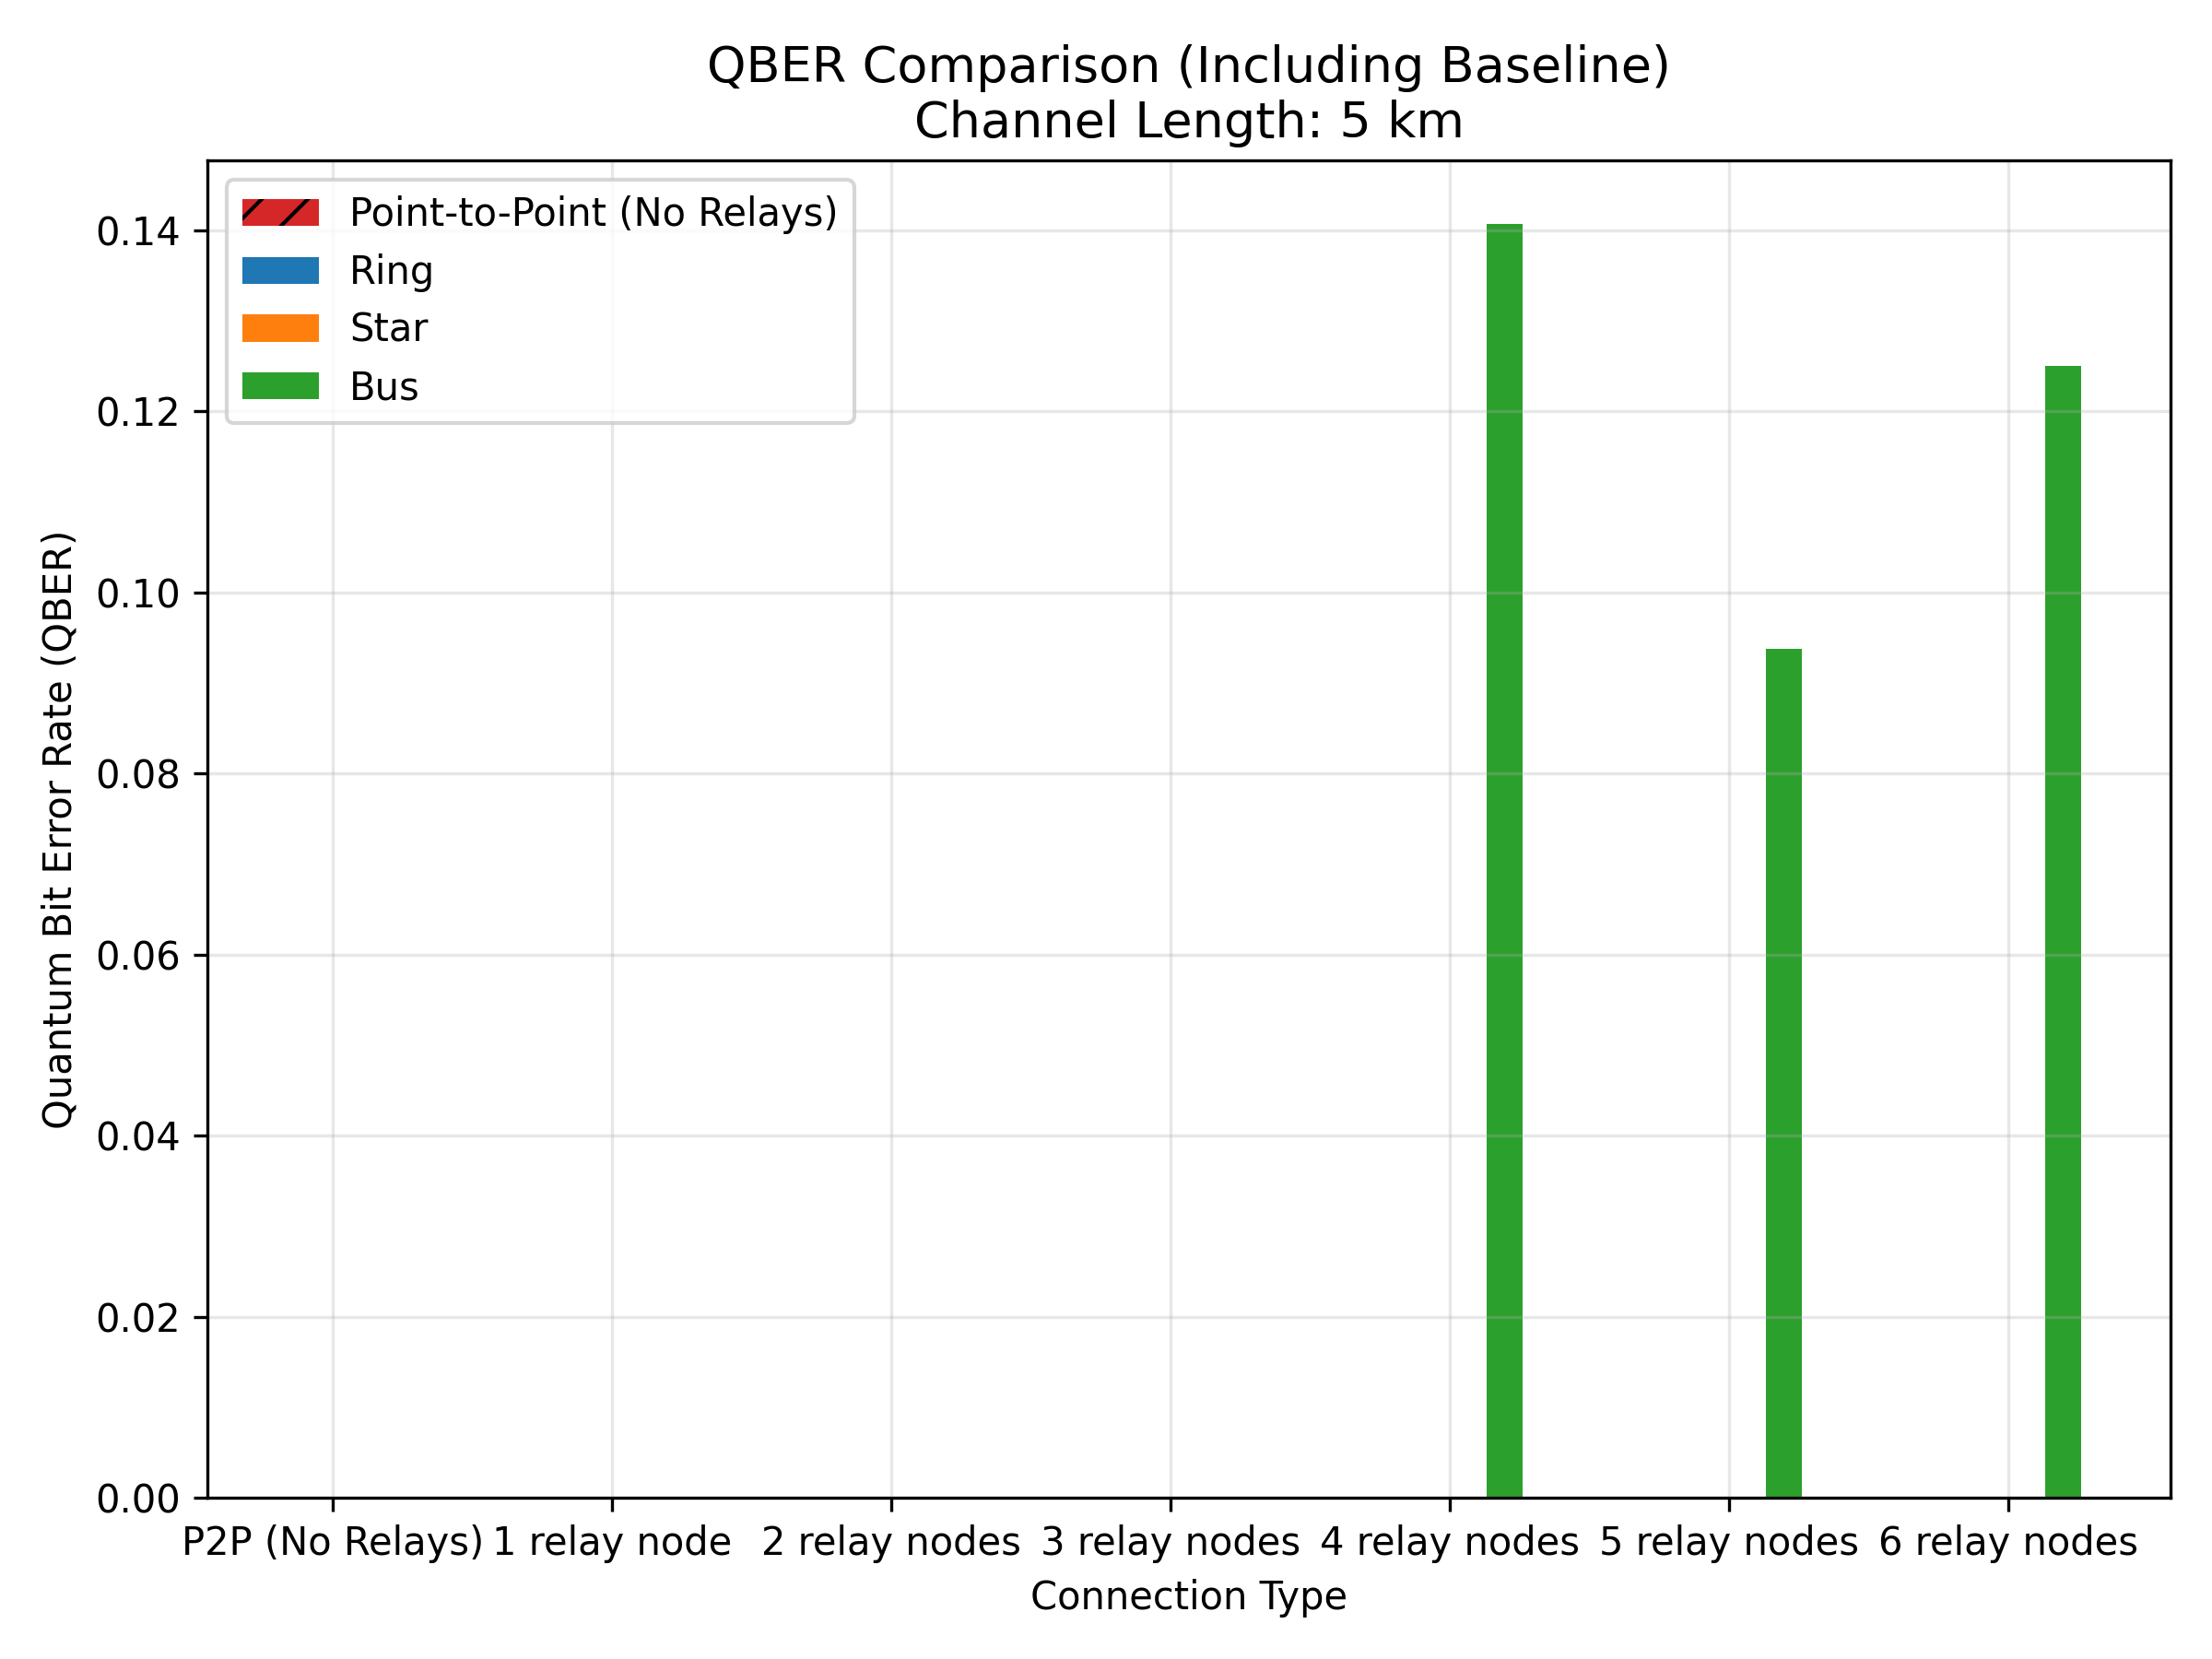 QBER Comparison (Including Baseline)
Channel Length: 5 km
Point-to-Point (No Relays)
Ring
Star
Bus
Quantum Bit Error Rate (QBER)
0.14
0.12
0.10
0.08
0.06
0.04
0.02
0.00
P2P (No Relays) 1 relay node 2 relay nodes 3 relay nodes 4 relay nodes 5 relay nodes 6 relay nodes
Connection Type